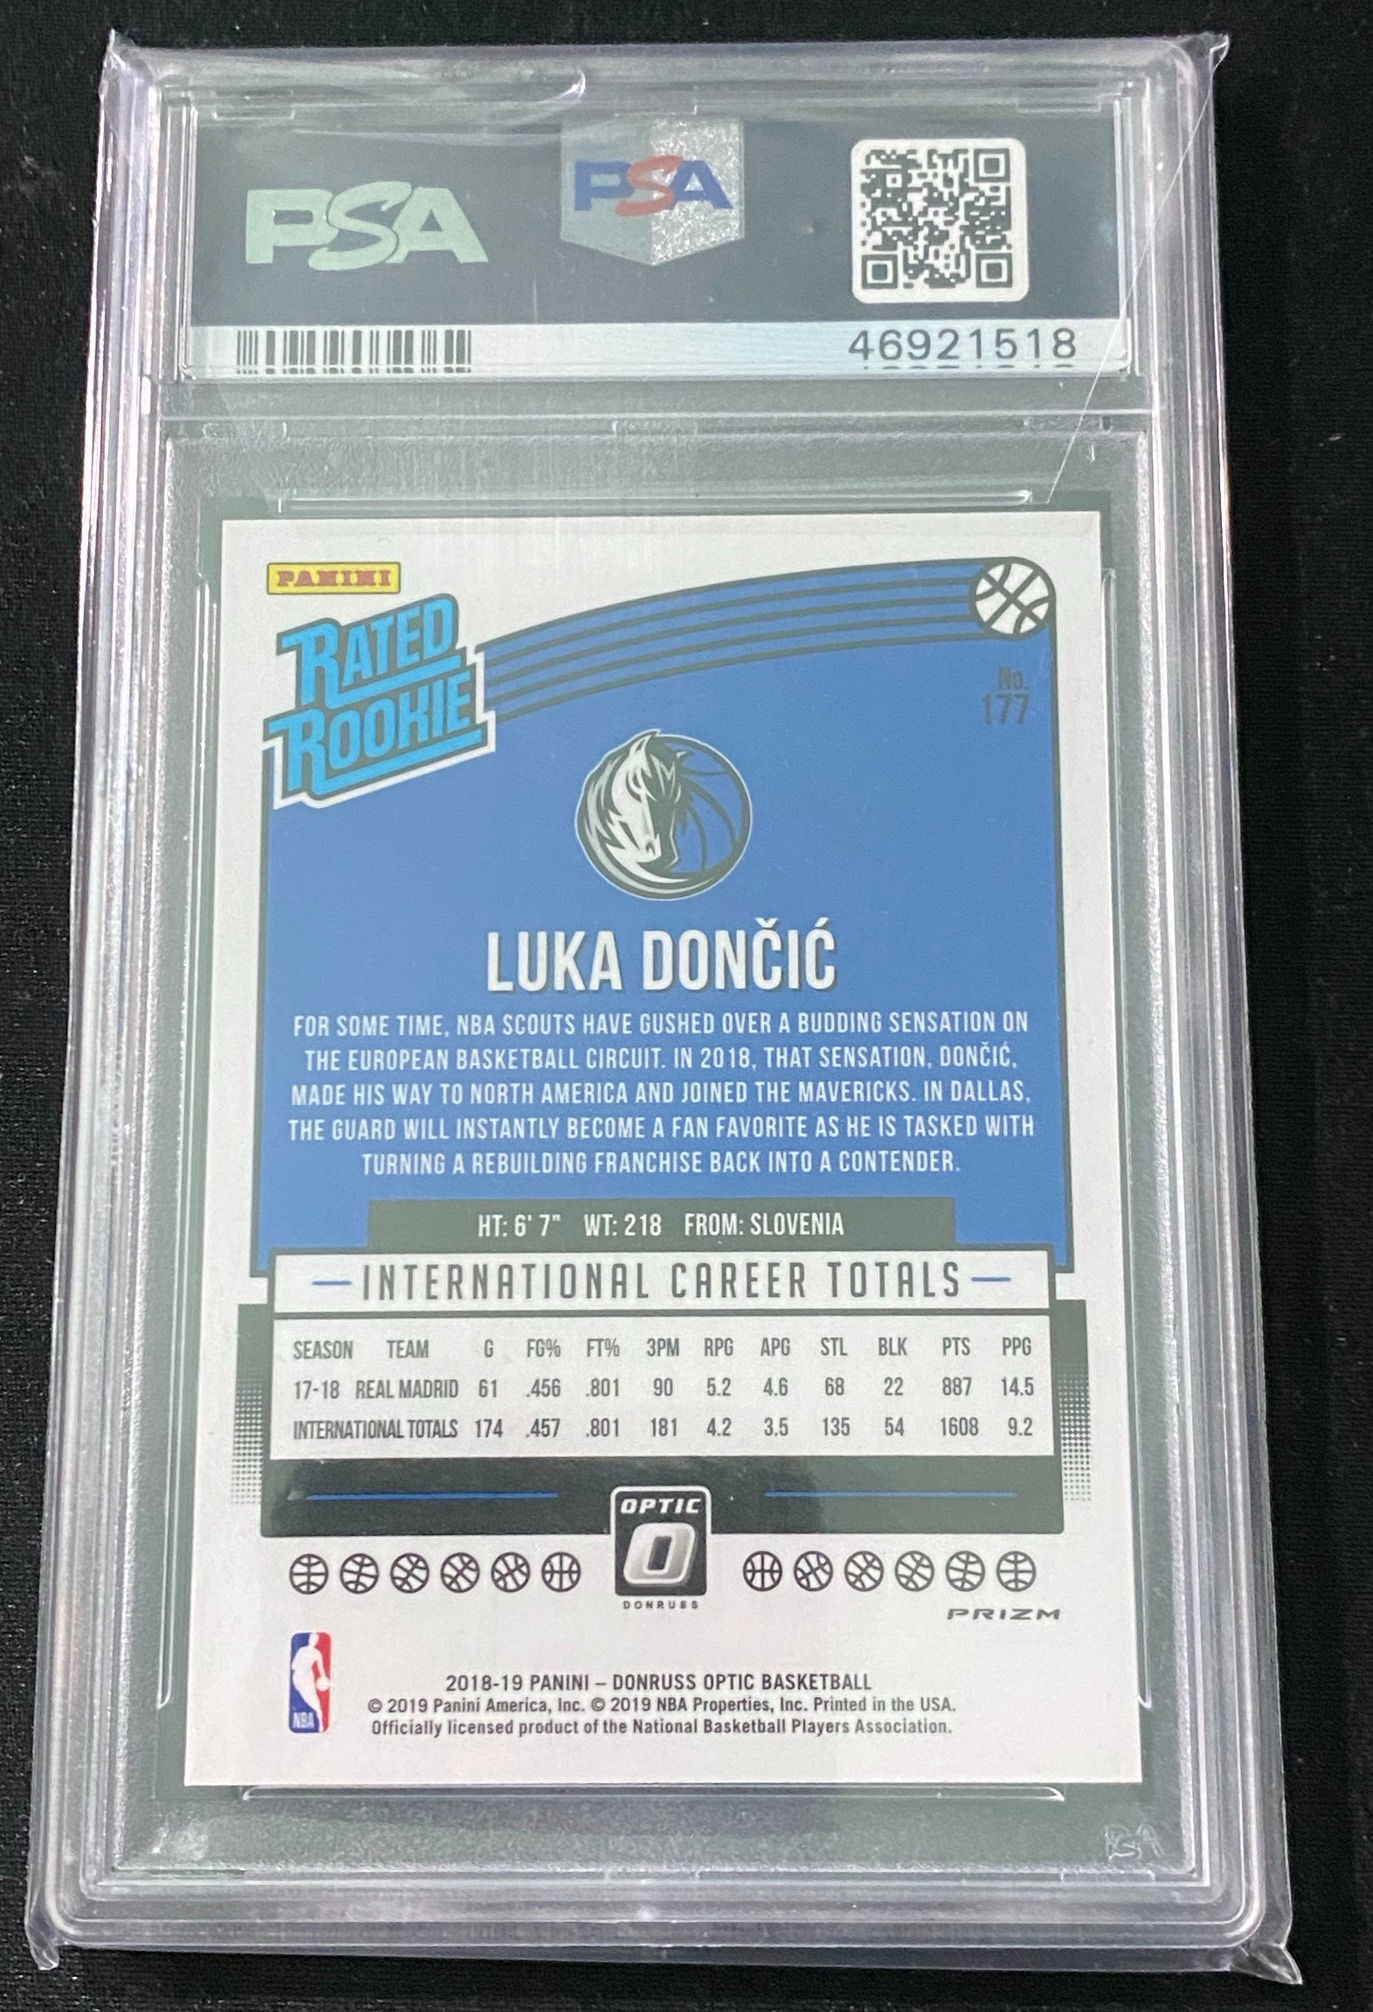 PSA
PSA
46921518
PANINI
RATED
ROOKIE
No.
177
LUKA DONČIĆ
FOR SOME TIME, NBA SCOUTS HAVE GUSHED OVER A BUDDING SENSATION ON
THE EUROPEAN BASKETBALL CIRCUIT. IN 2018, THAT SENSATION, DONČIĆ,
MADE HIS WAY TO NORTH AMERICA AND JOINED THE MAVERICKS. IN DALLAS,
THE GUARD WILL INSTANTLY BECOME A FAN FAVORITE AS HE IS TASKED WITH
TURNING A REBUILDING FRANCHISE BACK INTO A CONTENDER.
HT: 6' 7" WT: 218 FROM: SLOVENIA
INTERNATIONAL CAREER TOTALS
SEASON TEAM G FG% FT% 3PM RPG APG STL BLK PTS PPG
17-18 REAL MADRID 61 .456 .801 90 5.2 4.6 68 22 887 14.5
INTERNATIONAL TOTALS 174 .457 .801 181 4.2 3.5 135 54 1608 9.2
OPTIC
O
DONRUSS
PRIZM
NBA
2018-19 PANINI – DONRUSS OPTIC BASKETBALL
© 2019 Panini America, Inc. © 2019 NBA Properties, Inc. Printed in the USA.
Officially licensed product of the National Basketball Players Association.
PSA